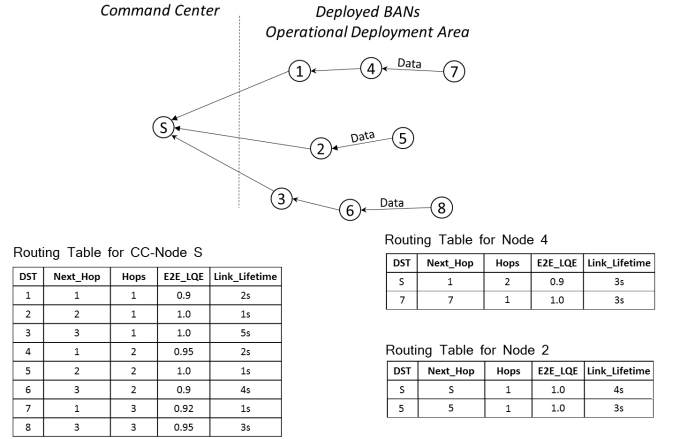 Command Center
Deployed BANs
Operational Deployment Area
1
4
Data
7
S
2
Data
5
3
6
Data
8
Routing Table for CC-Node S
DST Next_Hop Hops E2E_LQE Link_Lifetime
1 1 1 0.9 2s
2 2 1 1.0 1s
3 3 1 1.0 5s
4 1 2 0.95 2s
5 2 2 1.0 1s
6 3 2 0.9 4s
7 1 3 0.92 1s
8 3 3 0.95 3s
Routing Table for Node 4
DST Next_Hop Hops E2E_LQE Link_Lifetime
S 1 2 0.9 3s
7 7 1 1.0 3s
Routing Table for Node 2
DST Next_Hop Hops E2E_LQE Link_Lifetime
S S 1 1.0 4s
5 5 1 1.0 3s